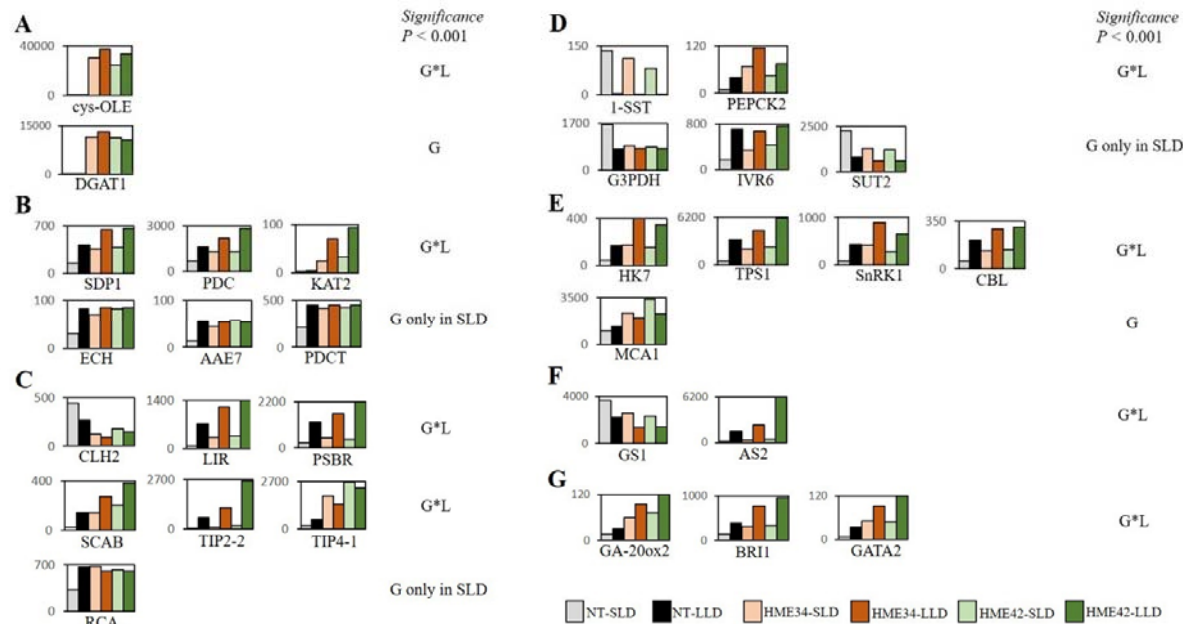 A
Significance
P < 0.001
40000
0
cys-OLE
G*L
15000
0
DGAT1
G
B
700
0
SDP1
3000
0
PDC
100
0
KAT2
G*L
100
0
ECH
100
0
AAE7
500
0
PDCT
G only in SLD
C
500
0
CLH2
1400
0
LIR
2200
0
PSBR
G*L
400
0
SCAB
2700
0
TIP2-2
2700
0
TIP4-1
G*L
700
0
RCA
G only in SLD
D
Significance
P < 0.001
150
0
1-SST
120
0
PEPCK2
G*L
1700
0
G3PDH
800
0
IVR6
2500
0
SUT2
G only in SLD
E
400
0
HK7
6200
0
TPS1
1000
0
SnRK1
350
0
CBL
G*L
3500
0
MCA1
G
F
4000
0
GS1
6200
0
AS2
G*L
G
120
0
GA-20ox2
1000
0
BRI1
120
0
GATA2
G*L
NT-SLD NT-LLD HME34-SLD HME34-LLD HME42-SLD HME42-LLD